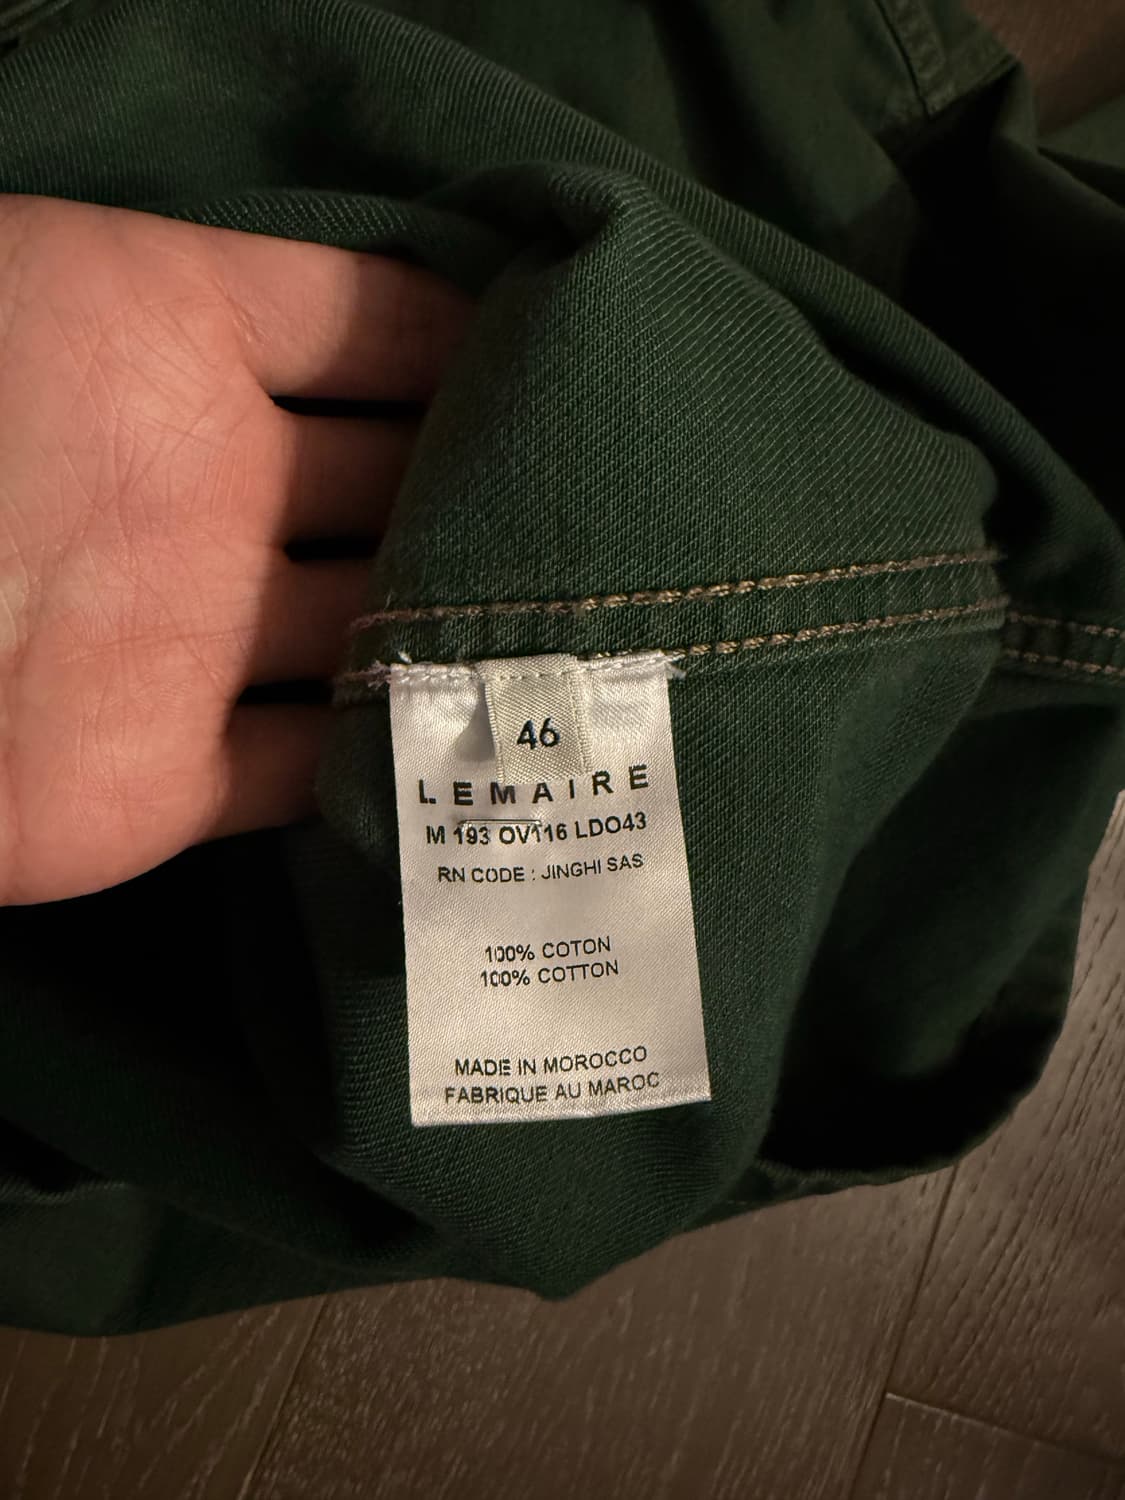 46
LEMAIRE
M 193 OV116 LDO43
RN CODE : JINGHI SAS
100% COTON
100% COTTON
MADE IN MOROCCO
FABRIQUE AU MAROC